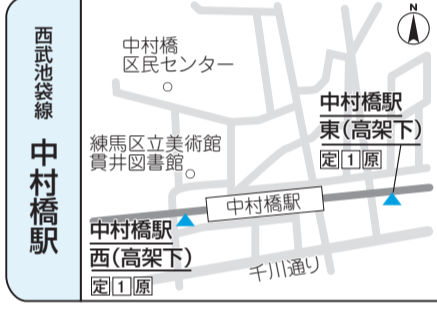 西武池袋線
中村橋駅
N
中村橋
区民センター
中村橋駅
東(高架下)
定1原
練馬区立美術館
貫井図書館
中村橋駅
中村橋駅
西(高架下)
定1原
千川通り